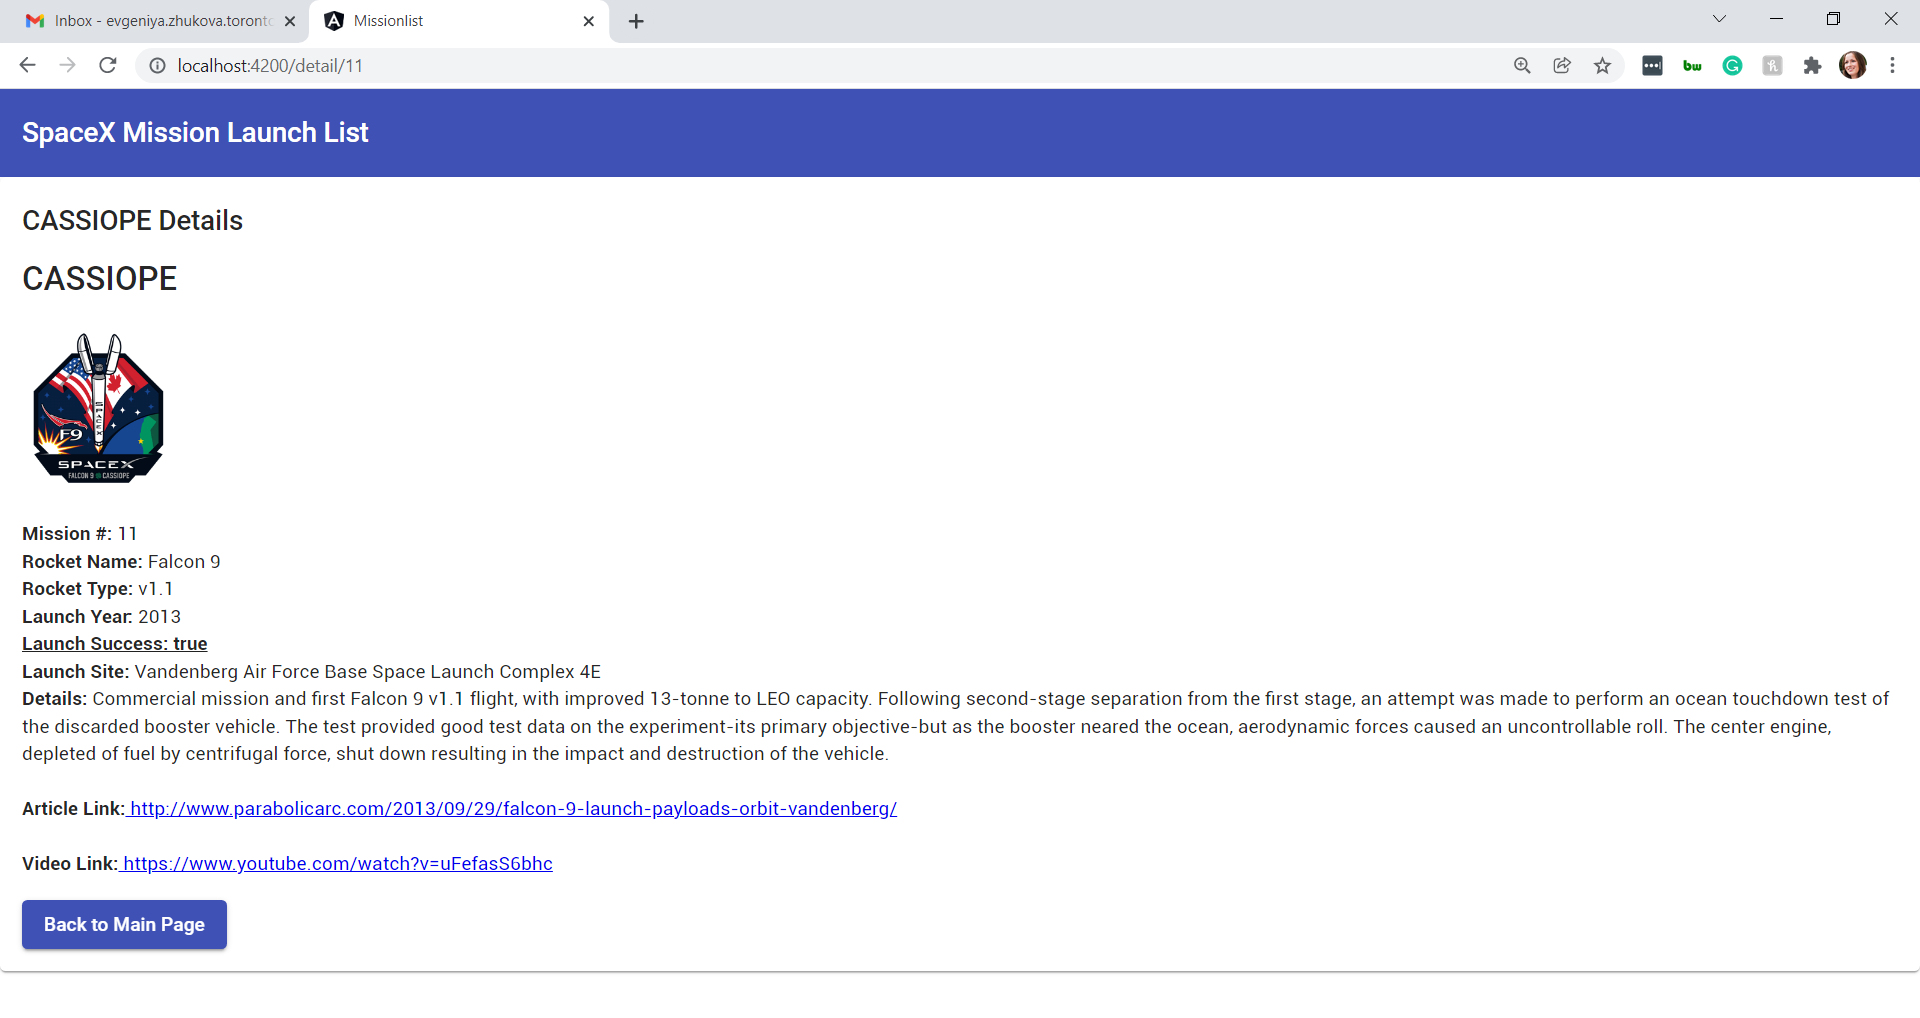 Inbox - evgeniya.zhukova.toront
Missionlist
localhost:4200/detail/11
bw
SpaceX Mission Launch List
CASSIOPE Details
CASSIOPE
SPACEX
F9
SPACEX
FALCON 9 CASSIOPE
Mission #: 11
Rocket Name: Falcon 9
Rocket Type: v1.1
Launch Year: 2013
Launch Success: true
Launch Site: Vandenberg Air Force Base Space Launch Complex 4E
Details: Commercial mission and first Falcon 9 v1.1 flight, with improved 13-tonne to LEO capacity. Following second-stage separation from the first stage, an attempt was made to perform an ocean touchdown test of
the discarded booster vehicle. The test provided good test data on the experiment-its primary objective-but as the booster neared the ocean, aerodynamic forces caused an uncontrollable roll. The center engine,
depleted of fuel by centrifugal force, shut down resulting in the impact and destruction of the vehicle.
Article Link: http://www.parabolicarc.com/2013/09/29/falcon-9-launch-payloads-orbit-vandenberg/
Video Link: https://www.youtube.com/watch?v=uFefasS6bhc
Back to Main Page